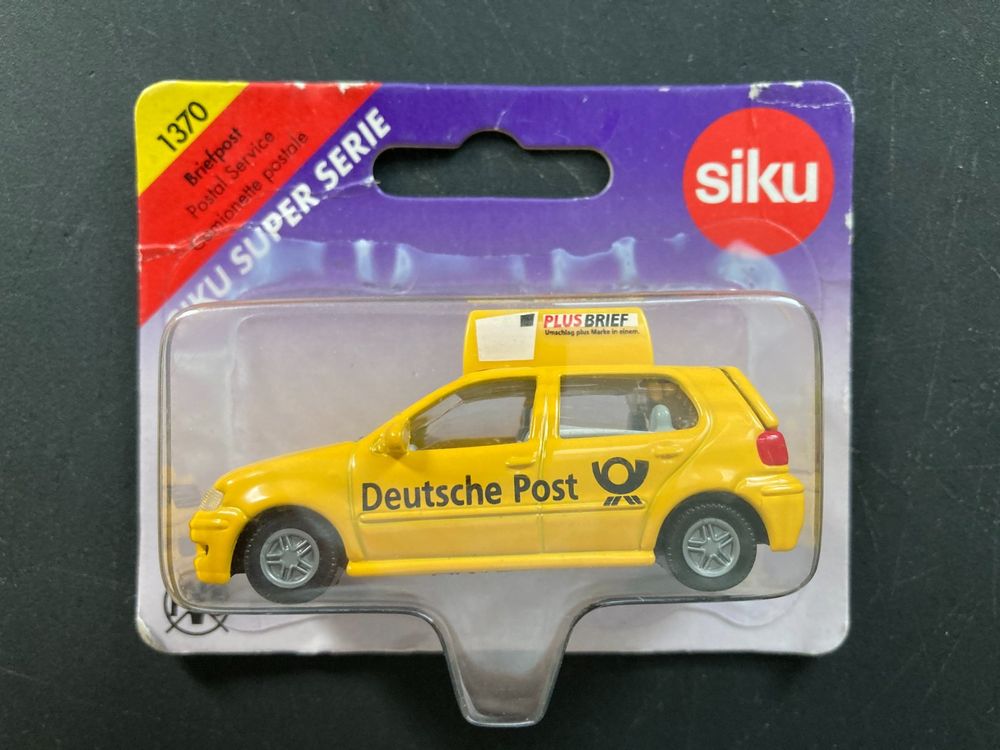 1370
Briefpost
Postal Service
Camionette postale
SIKU SUPER SERIE
siku
PLUSBRIEF
Umschlag plus Marke in einem.
Deutsche Post